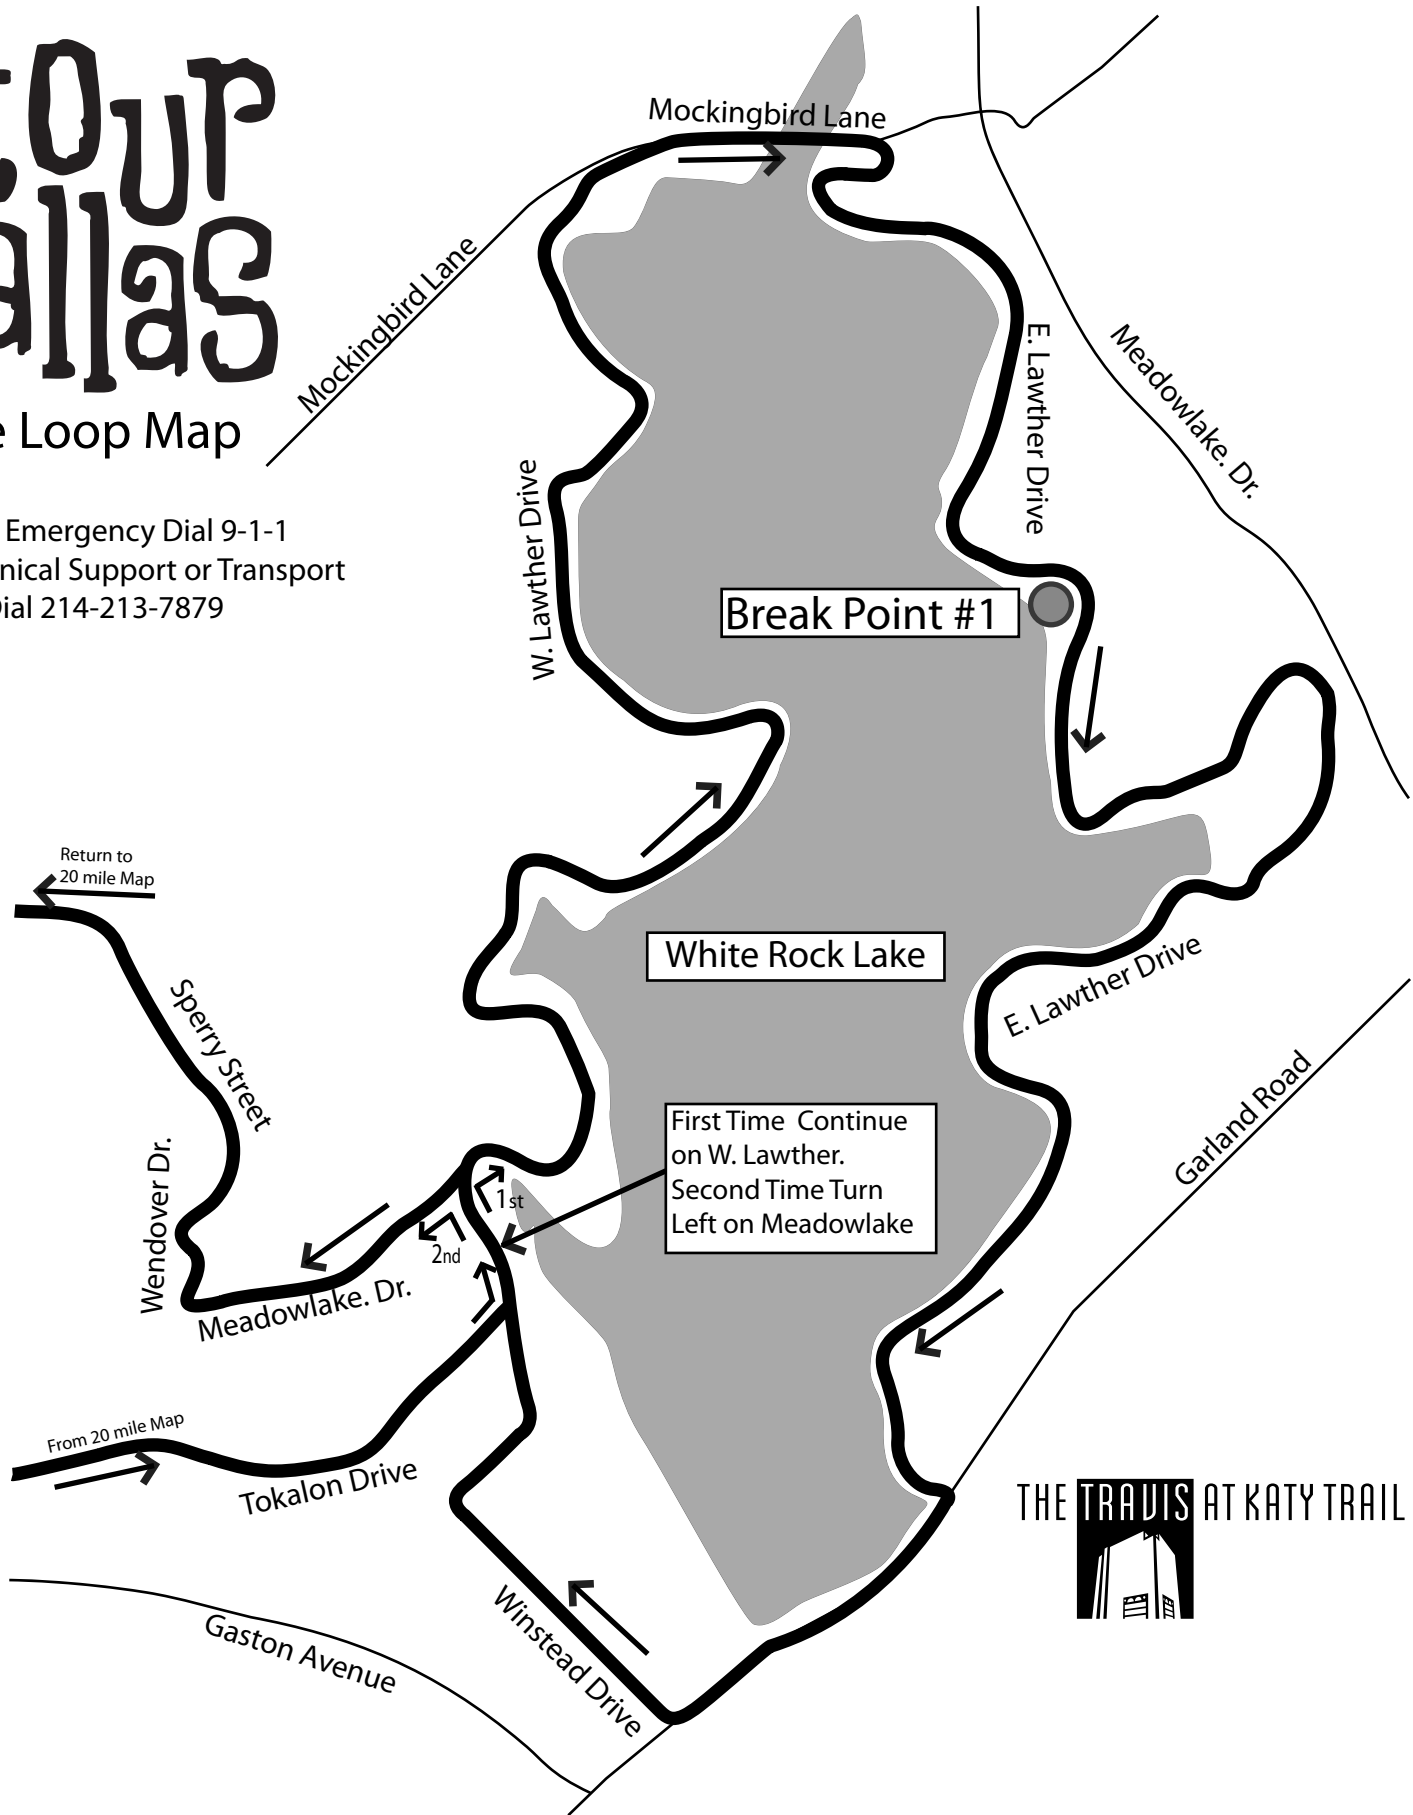 our
allas
Loop Map
Emergency Dial 9-1-1
nical Support or Transport
Dial 214-213-7879
Mockingbird Lane
Mockingbird Lane
E. Lawther Drive
Meadowlake. Dr.
W. Lawther Drive
Break Point #1
Return to
20 mile Map
White Rock Lake
E. Lawther Drive
Sperry Street
Garland Road
First Time Continue
on W. Lawther.
Second Time Turn
Left on Meadowlake
Wendover Dr.
1st
2nd
Meadowlake. Dr.
From 20 mile Map
Tokalon Drive
THE TRAVIS AT KATY TRAIL
Winstead Drive
Gaston Avenue